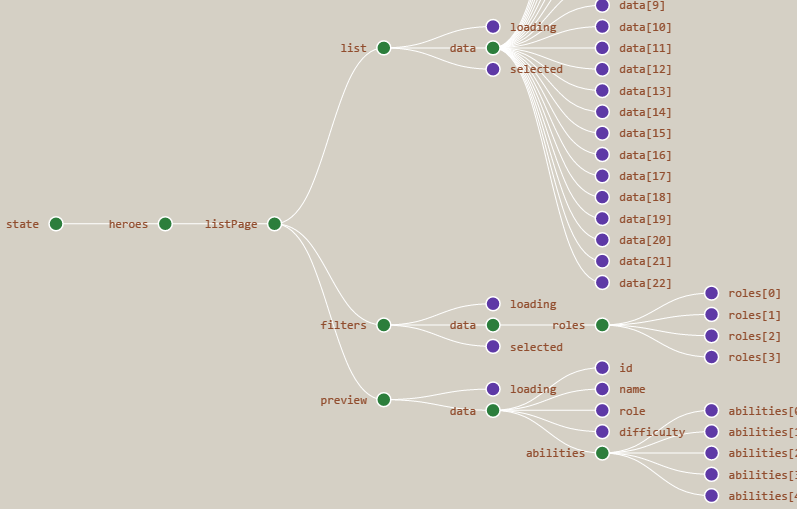 data[9]
loading
data[10]
list
data
data[11]
selected
data[12]
data[13]
data[14]
data[15]
data[16]
data[17]
data[18]
data[19]
state
heroes
listPage
data[20]
data[21]
data[22]
roles[0]
loading
roles[1]
filters
data
roles
roles[2]
selected
roles[3]
id
loading
name
preview
data
role
abilities[
difficulty
abilities[1
abilities
abilities[2
abilities[3
abilities[4